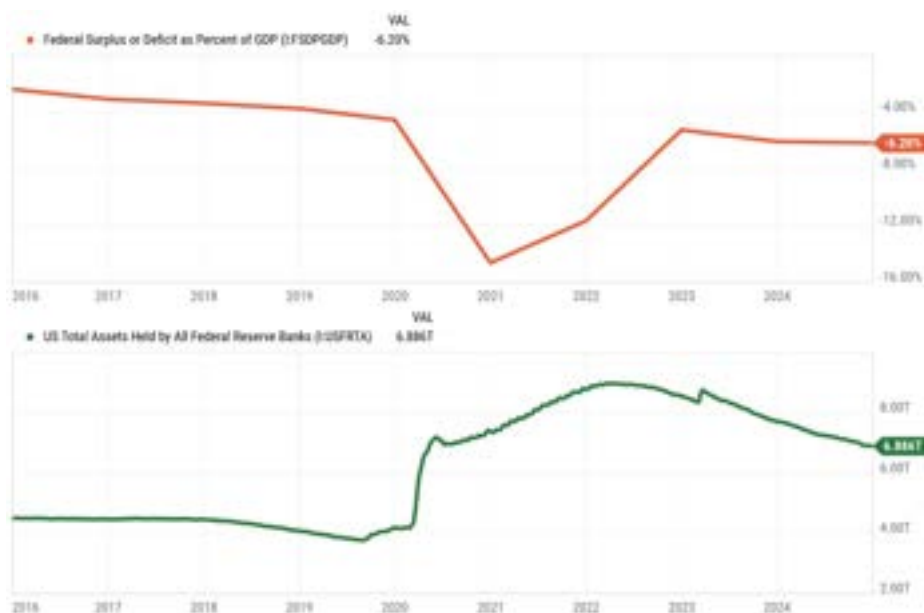 VAL
Federal Surplus or Deficit as Percent of GDP (I:FSDPGDP) -6.20%
-4.00%
-6.20%
-8.00%
-12.00%
-16.00%
2016 2017 2018 2019 2020 2021 2022 2023 2024
VAL
US Total Assets Held by All Federal Reserve Banks (I:USFRTA) 6.886T
8.00T
6.886T
6.00T
4.00T
2.00T
2016 2017 2018 2019 2020 2021 2022 2023 2024